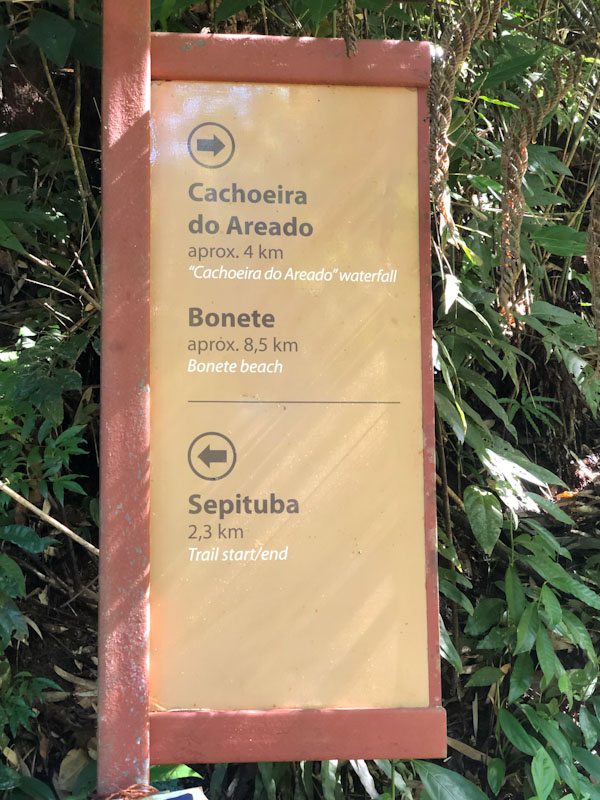 Cachoeira
do Areado
aprox. 4 km
"Cachoeira do Areado" waterfall
Bonete
aprox. 8,5 km
Bonete beach
Sepituba
2,3 km
Trail start/end